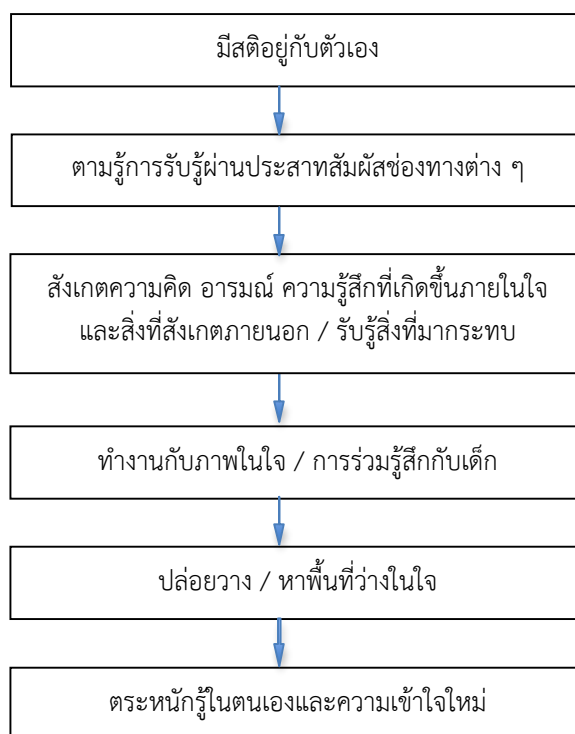 มีสติอยู่กับตัวเอง
ตามรู้การรับรู้ผ่านประสาทสัมผัสช่องทางต่าง ๆ
สังเกตความคิด อารมณ์ ความรู้สึกที่เกิดขึ้นภายในใจ
และสิ่งที่สังเกตภายนอก / รับรู้สิ่งที่มากระทบ
ทำงานกับภาพในใจ / การร่วมรู้สึกกับเด็ก
ปล่อยวาง / หาพื้นที่ว่างในใจ
ตระหนักรู้ในตนเองและความเข้าใจใหม่